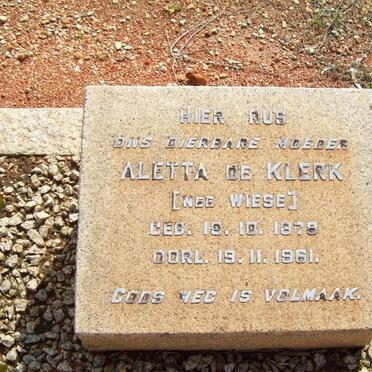 HIER RUS
ONS DIERBARE MOEDER
ALETTA DE KLERK
[NEE WIESE]
GEB. 19. 10. 1878
OORL. 19. 11. 1961.
GODS WEG IS VOLMAAK.